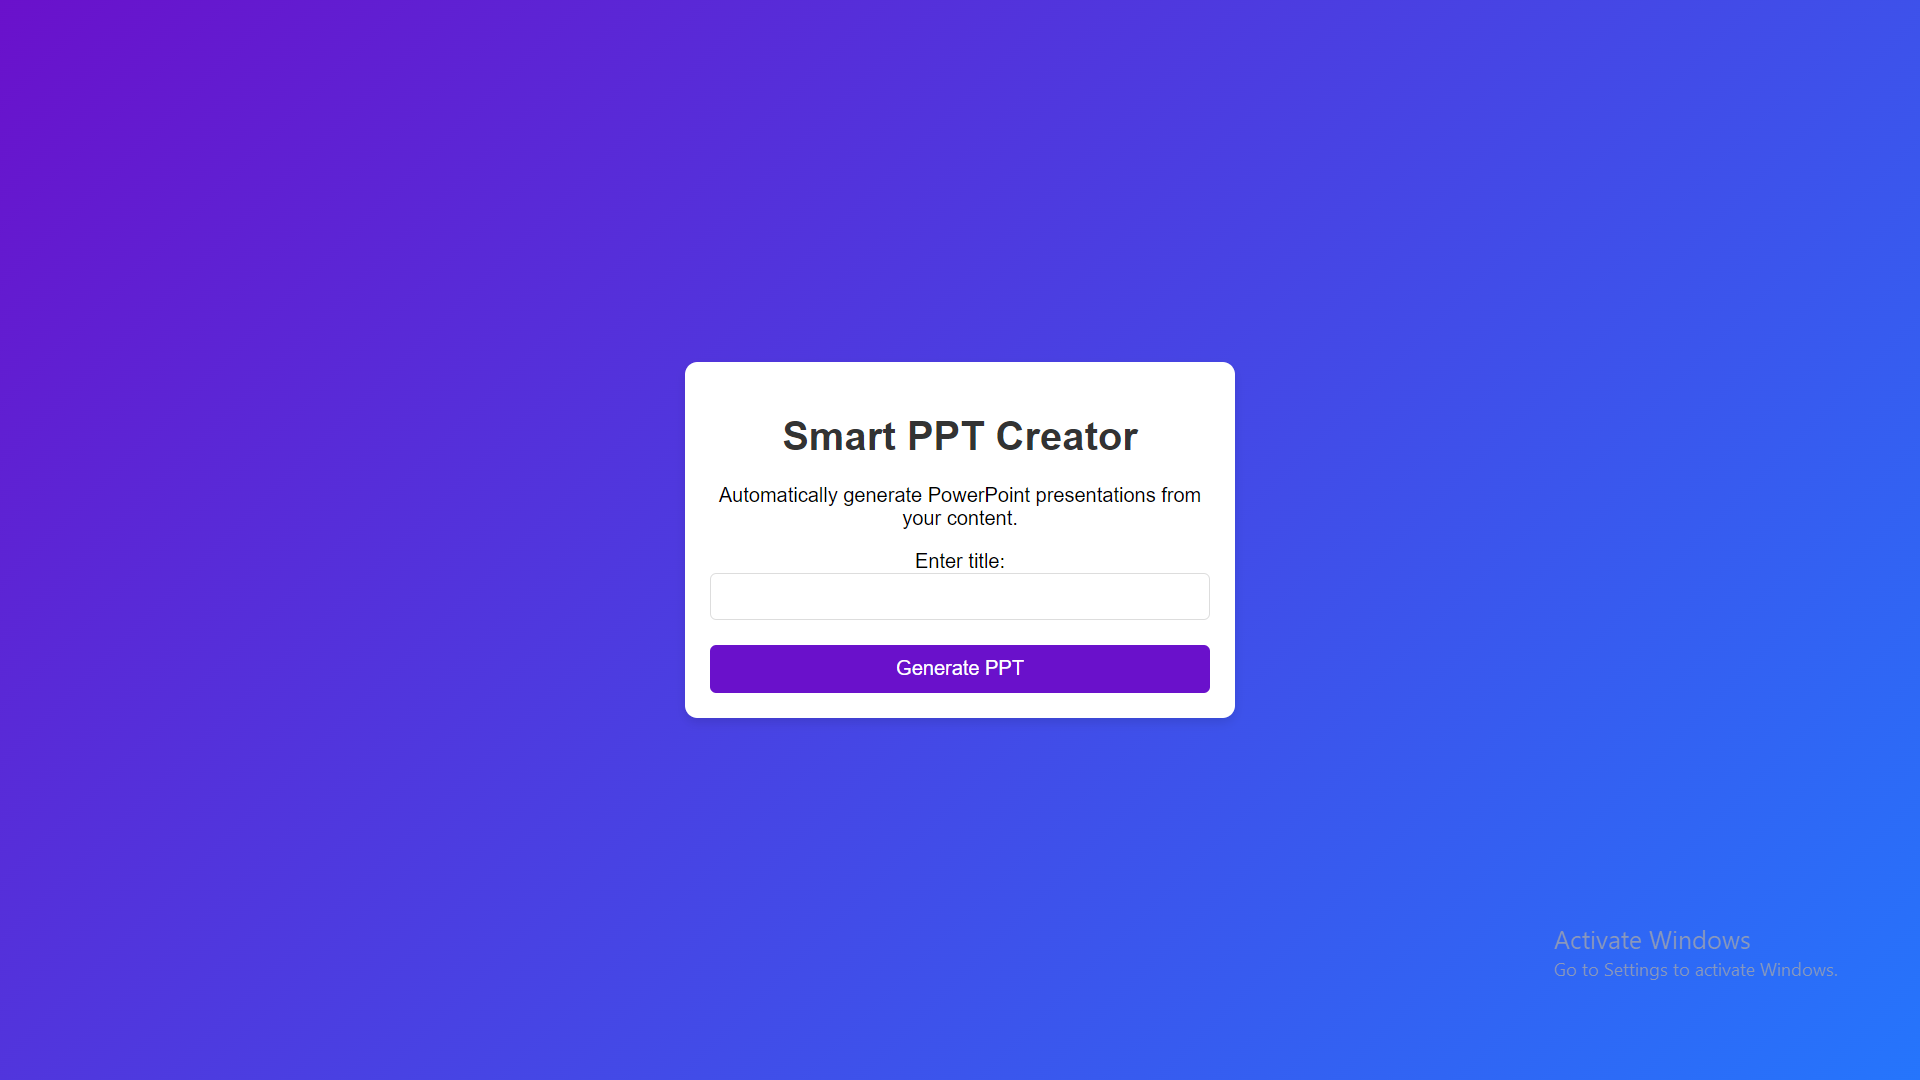 Smart PPT Creator
Automatically generate PowerPoint presentations from
your content.
Enter title:
Generate PPT
Activate Windows
Go to Settings to activate Windows.